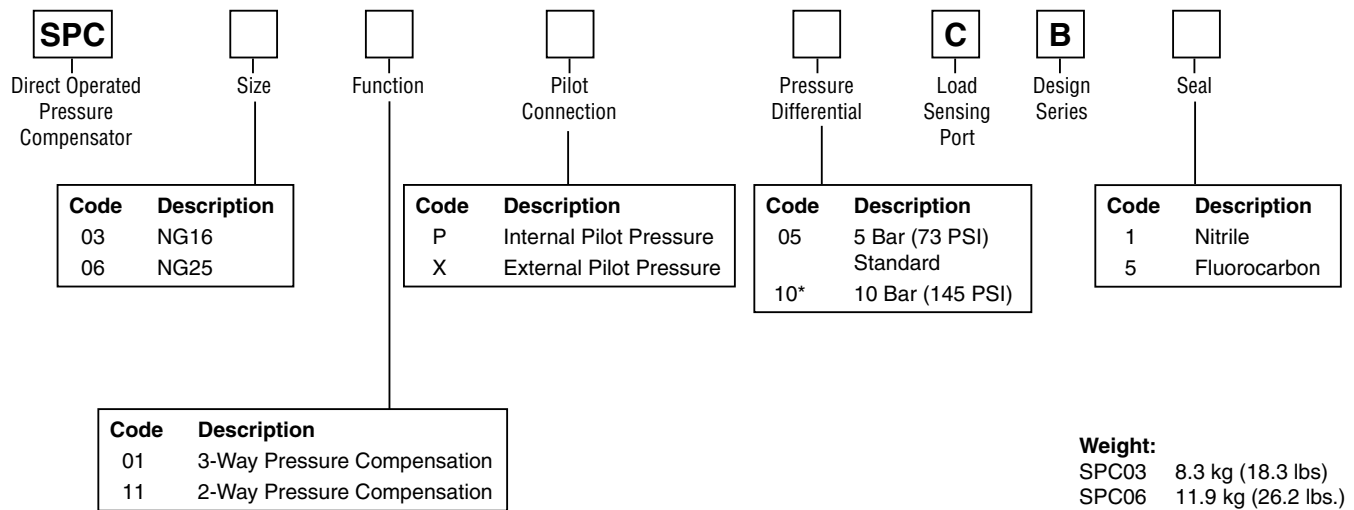 SPC C B
Direct Operated
Pressure
Compensator
Size
Function
Pilot
Connection
Pressure
Differential
Load
Sensing
Port
Design
Series
Seal
Code Description
03 NG16
06 NG25
Code Description
P Internal Pilot Pressure
X External Pilot Pressure
Code Description
05 5 Bar (73 PSI)
Standard
10* 10 Bar (145 PSI)
Code Description
1 Nitrile
5 Fluorocarbon
Code Description
01 3-Way Pressure Compensation
11 2-Way Pressure Compensation
Weight:
SPC03 8.3 kg (18.3 lbs)
SPC06 11.9 kg (26.2 lbs.)